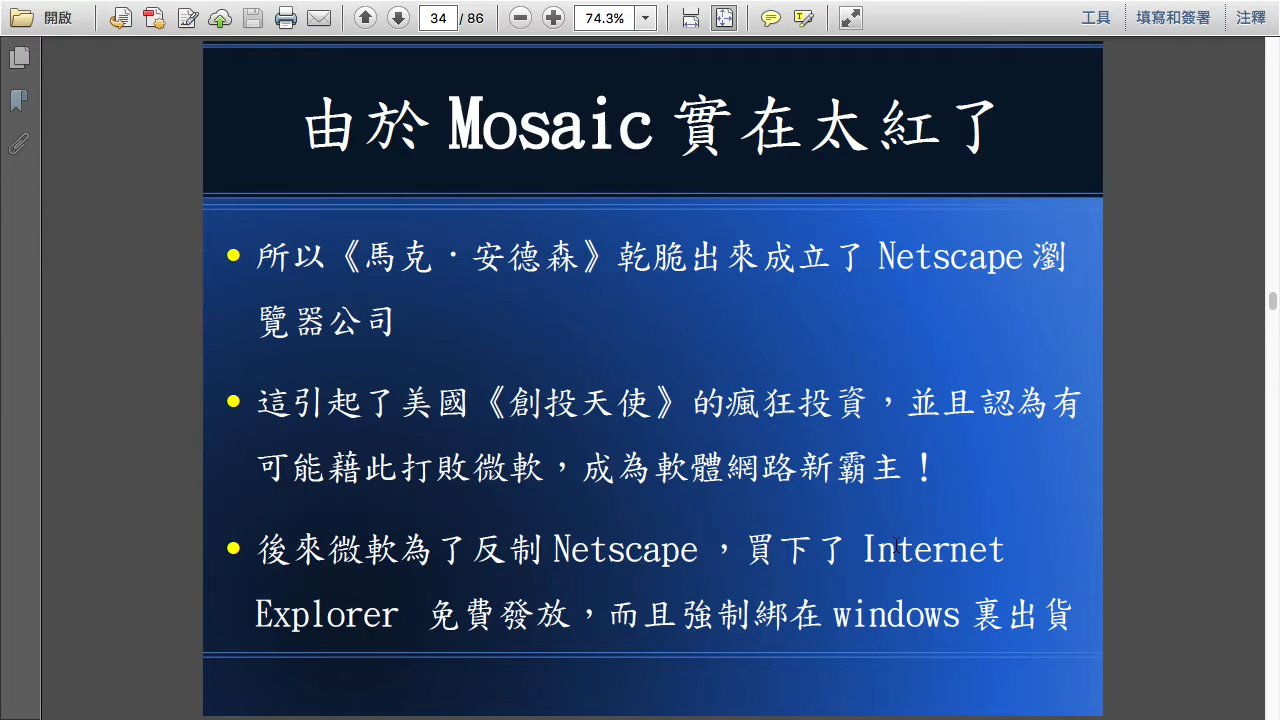 開啟
34 / 86
74.3%
工具
填寫和簽署
注釋
由於 Mosaic 實在太紅了
所以《馬克．安德森》乾脆出來成立了 Netscape 瀏
覽器公司
這引起了美國《創投天使》的瘋狂投資，並且認為有
可能藉此打敗微軟，成為軟體網路新霸主！
後來微軟為了反制 Netscape ，買下了 Internet
Explorer 免費發放，而且強制綁在 windows 裏出貨